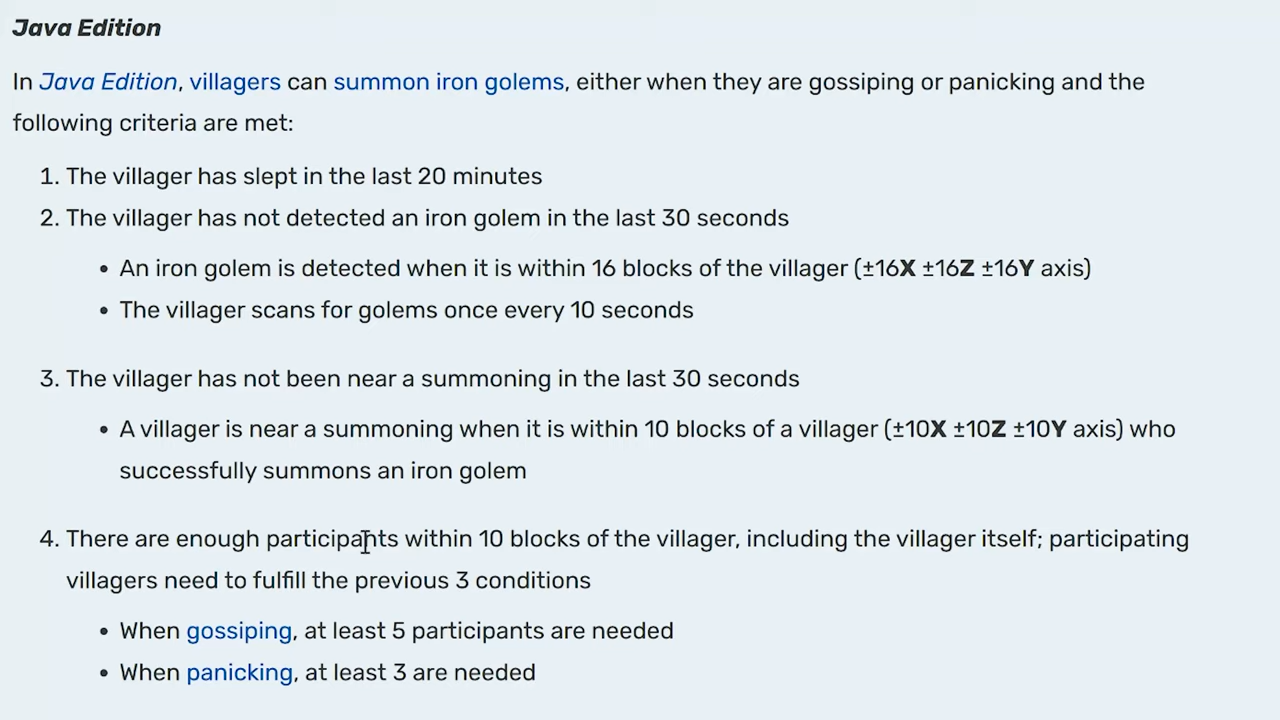 Java Edition
In Java Edition, villagers can summon iron golems, either when they are gossiping or panicking and the
following criteria are met:
1. The villager has slept in the last 20 minutes
2. The villager has not detected an iron golem in the last 30 seconds
• An iron golem is detected when it is within 16 blocks of the villager (±16X ±16Z ±16Y axis)
• The villager scans for golems once every 10 seconds
3. The villager has not been near a summoning in the last 30 seconds
• A villager is near a summoning when it is within 10 blocks of a villager (±10X ±10Z ±10Y axis) who
successfully summons an iron golem
4. There are enough participants within 10 blocks of the villager, including the villager itself; participating
villagers need to fulfill the previous 3 conditions
• When gossiping, at least 5 participants are needed
• When panicking, at least 3 are needed